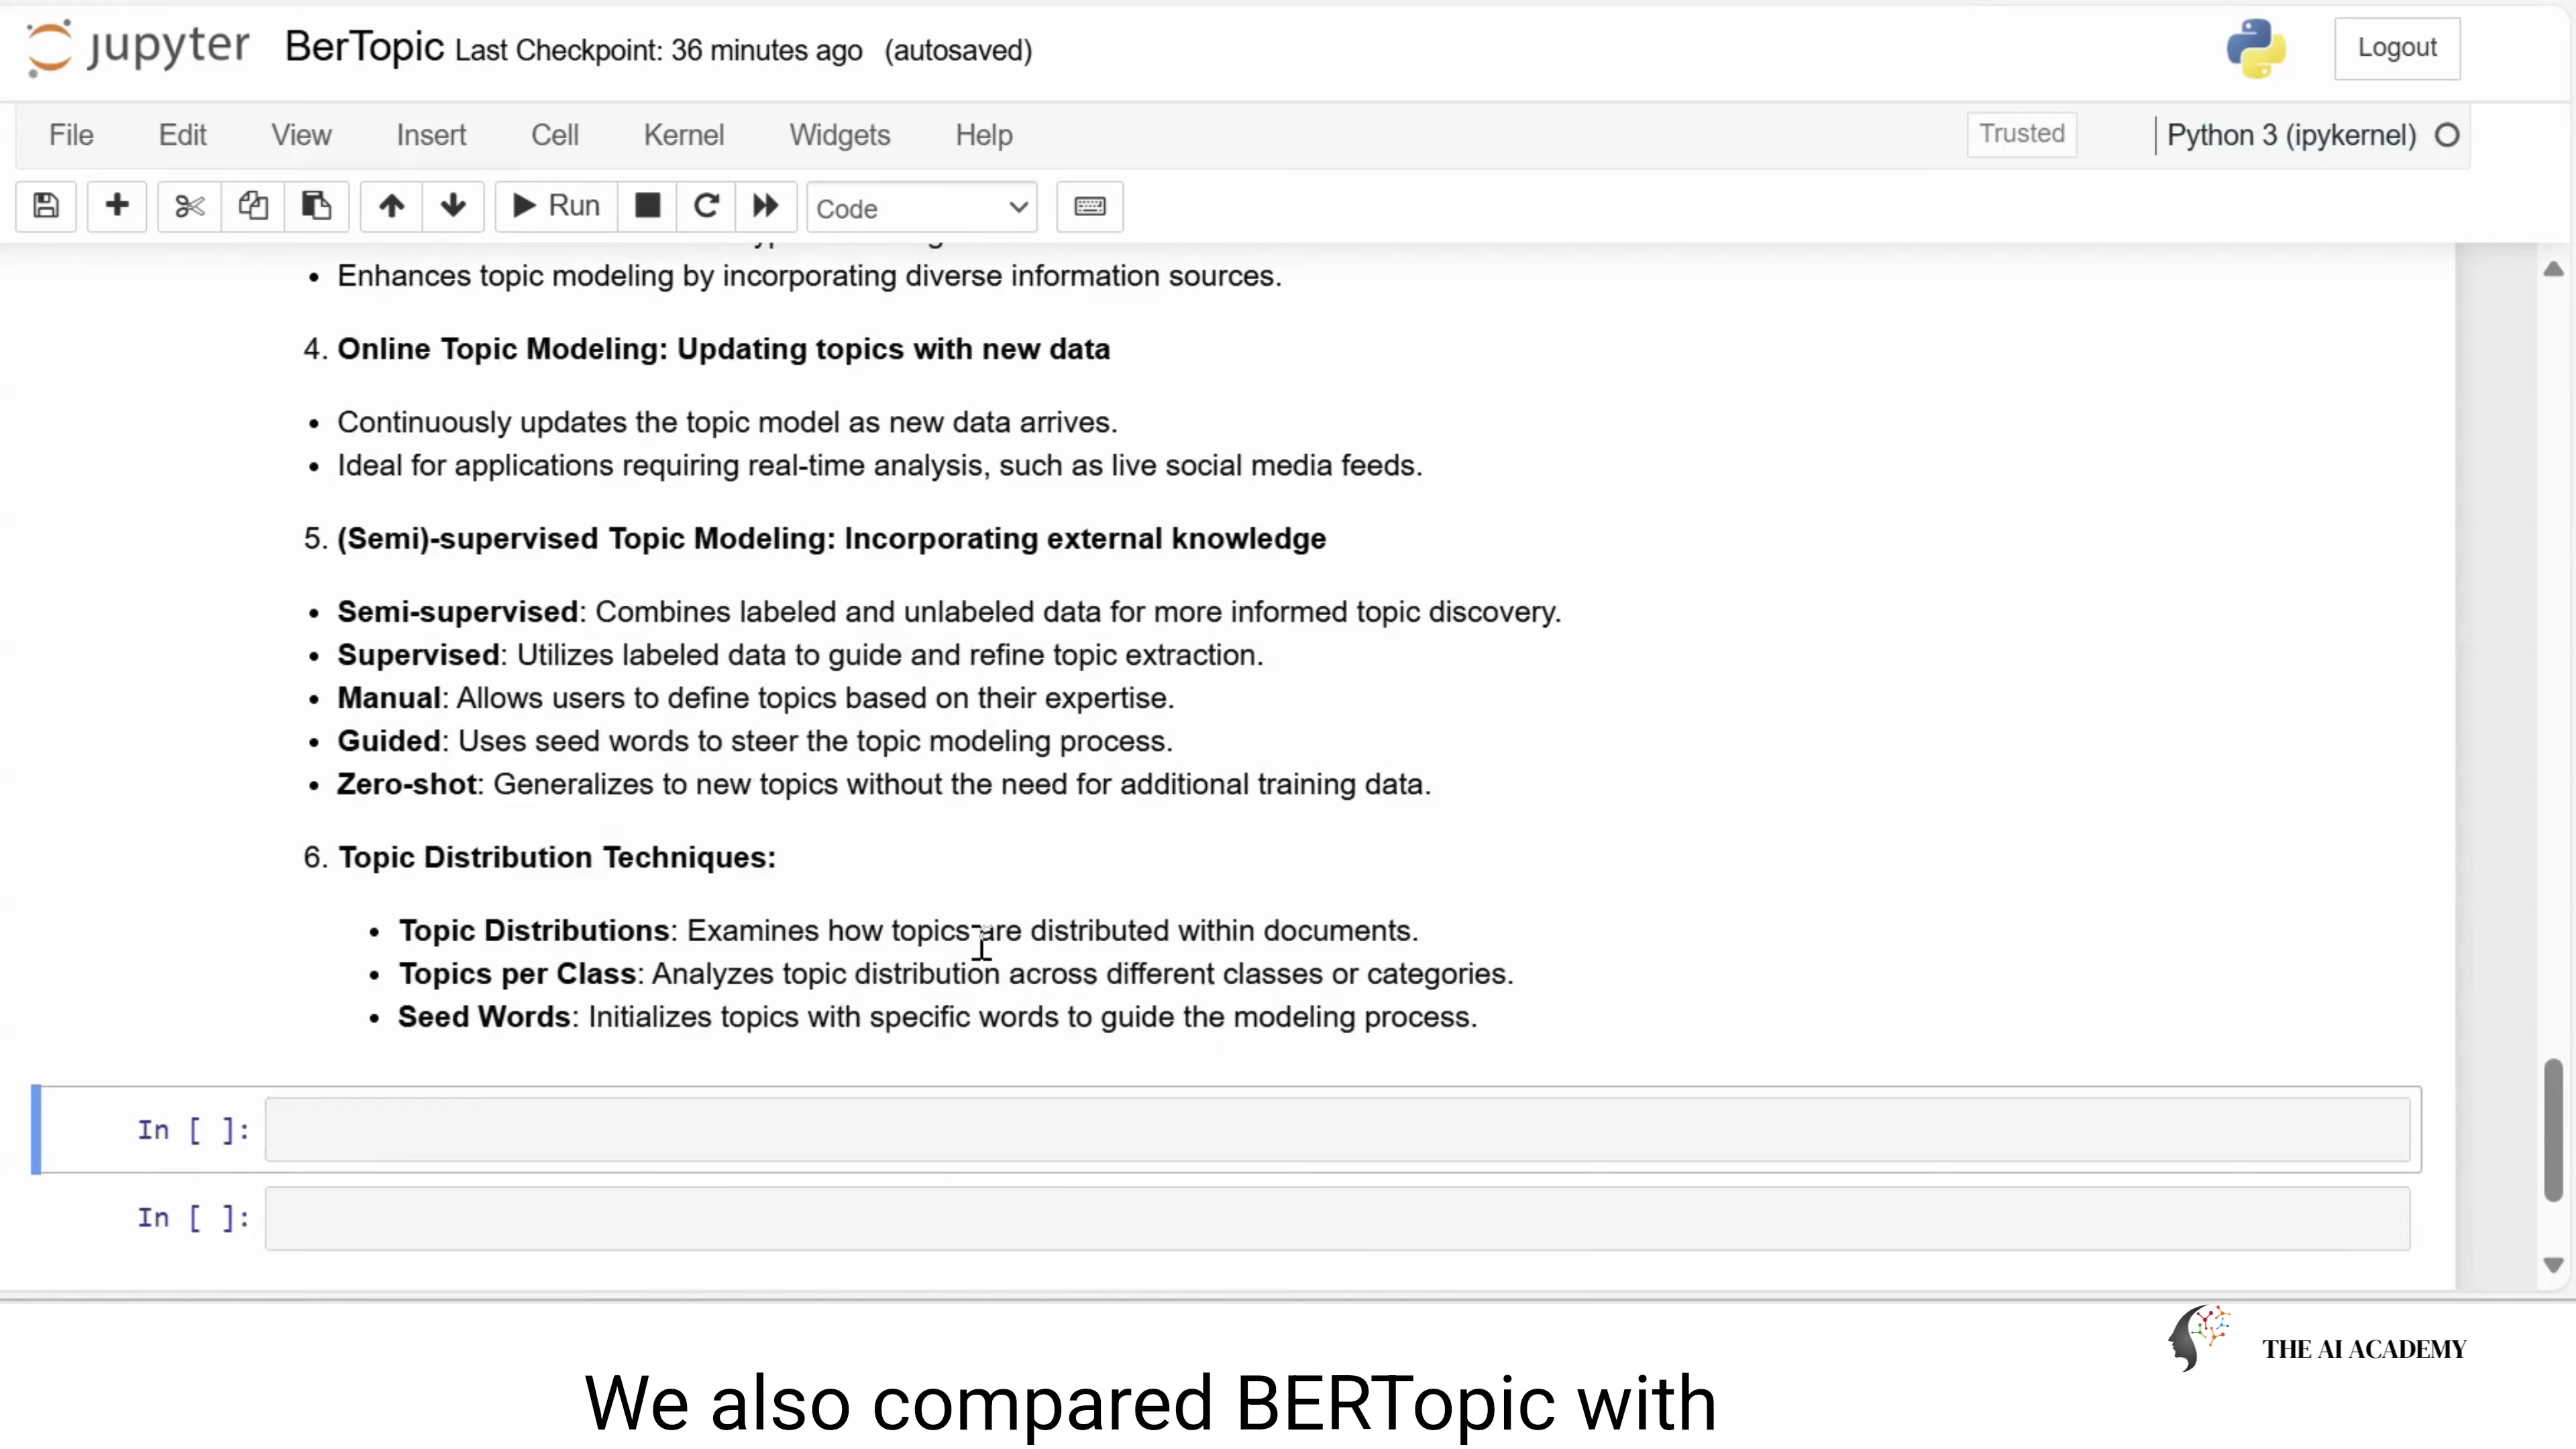 jupyter BerTopic Last Checkpoint: 36 minutes ago (autosaved) Logout
File Edit View Insert Cell Kernel Widgets Help Trusted Python 3 (ipykernel)
Run Code
• Enhances topic modeling by incorporating diverse information sources.
4. Online Topic Modeling: Updating topics with new data
• Continuously updates the topic model as new data arrives.
• Ideal for applications requiring real-time analysis, such as live social media feeds.
5. (Semi)-supervised Topic Modeling: Incorporating external knowledge
• Semi-supervised: Combines labeled and unlabeled data for more informed topic discovery.
• Supervised: Utilizes labeled data to guide and refine topic extraction.
• Manual: Allows users to define topics based on their expertise.
• Guided: Uses seed words to steer the topic modeling process.
• Zero-shot: Generalizes to new topics without the need for additional training data.
6. Topic Distribution Techniques:
• Topic Distributions: Examines how topics are distributed within documents.
• Topics per Class: Analyzes topic distribution across different classes or categories.
• Seed Words: Initializes topics with specific words to guide the modeling process.
In [ ]:
In [ ]:
THE AI ACADEMY
We also compared BERTopic with